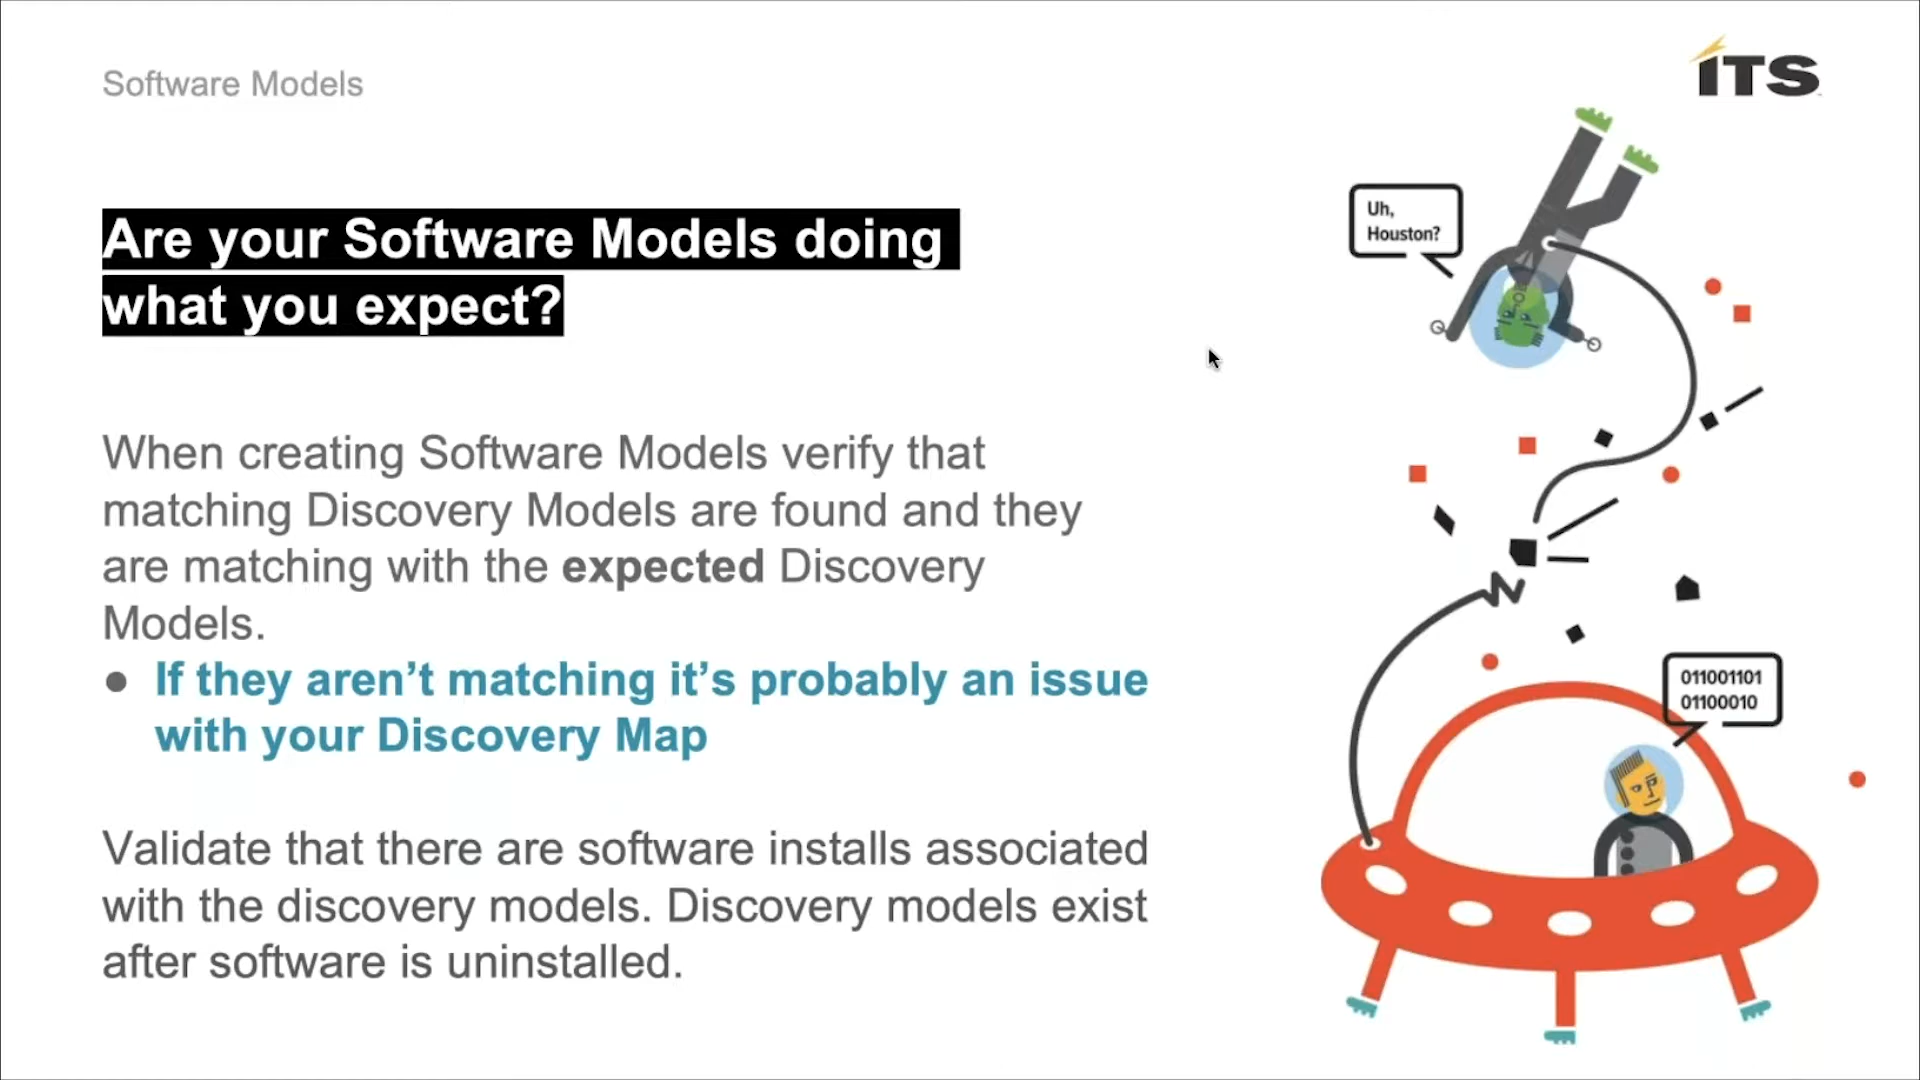 Software Models
ITS
Are your Software Models doing
what you expect?
Uh,
Houston?
When creating Software Models verify that
matching Discovery Models are found and they
are matching with the expected Discovery
Models.
● If they aren’t matching it’s probably an issue
with your Discovery Map
011001101
01100010
Validate that there are software installs associated
with the discovery models. Discovery models exist
after software is uninstalled.